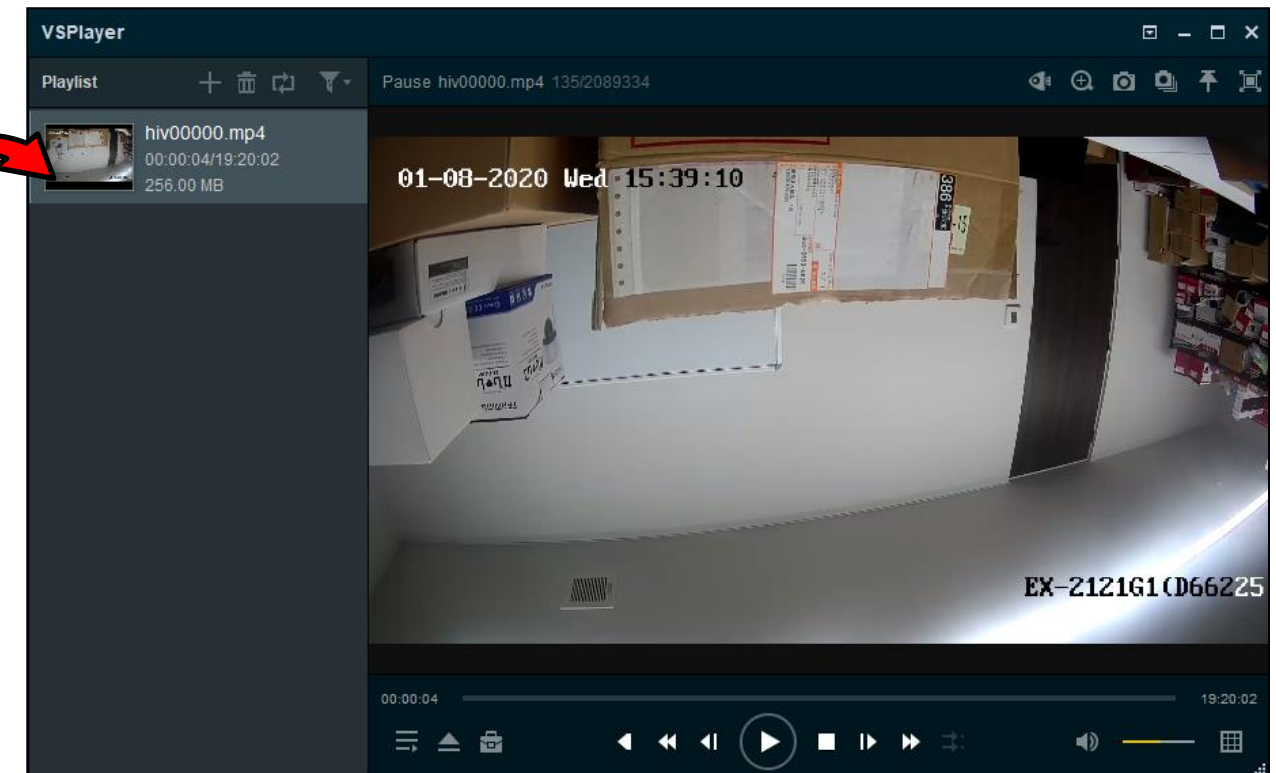 VSPlayer
Playlist
Pause hiv00000.mp4 135/2089334
hiv00000.mp4
00:00:04/19:20:02
256.00 MB
01-08-2020 Wed 15:39:10
386
EX-2121G1(D66225
00:00:04
19:20:02